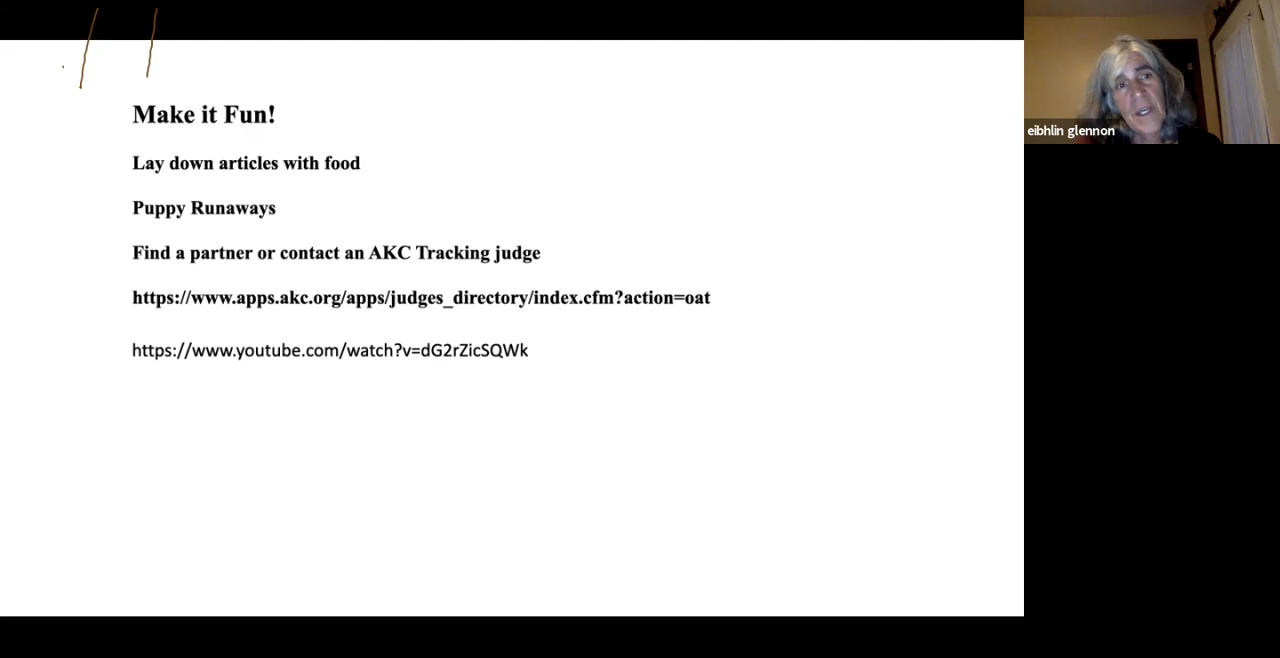 Make it Fun!
Lay down articles with food
Puppy Runaways
Find a partner or contact an AKC Tracking judge
https://www.apps.akc.org/apps/judges_directory/index.cfm?action=oat
https://www.youtube.com/watch?v=dG2rZicSQWk
eibhlin glennon